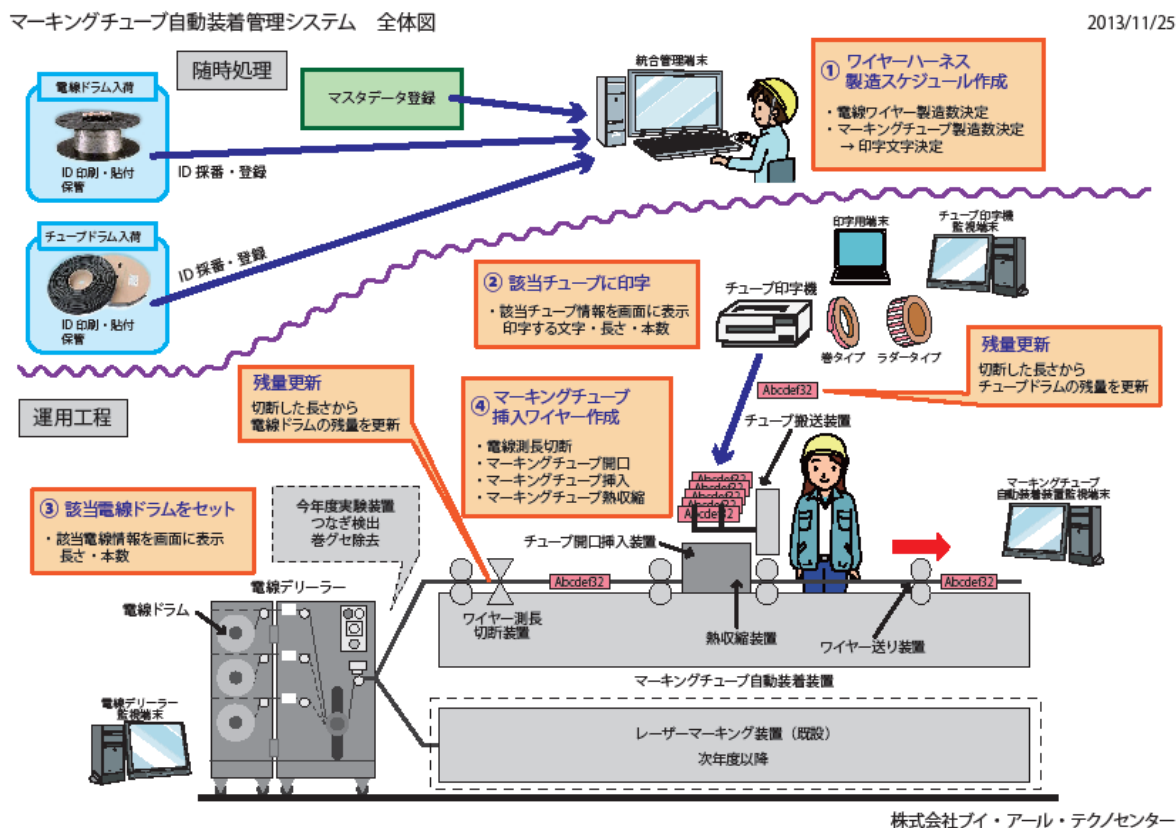 マーキングチューブ自動装着管理システム　全体図
2013/11/25
随時処理
電線ドラム入荷
ID 印刷・貼付
保管
マスタデータ登録
ID 採番・登録
統合管理端末
① ワイヤーハーネス
製造スケジュール作成
・電線ワイヤー製造数決定
・マーキングチューブ製造数決定
→ 印字文字決定
チューブドラム入荷
ID 印刷・貼付
保管
ID 採番・登録
印字用端末
チューブ印字機
監視端末
② 該当チューブに印字
・該当チューブ情報を画面に表示
印字する文字・長さ・本数
チューブ印字機
巻タイプ
ラダータイプ
残量更新
切断した長さから
チューブドラムの残量を更新
Abcdef32
運用工程
残量更新
切断した長さから
電線ドラムの残量を更新
④ マーキングチューブ
挿入ワイヤー作成
・電線測長切断
・マーキングチューブ開口
・マーキングチューブ挿入
・マーキングチューブ熱収縮
チューブ搬送装置
Abcdef32
Abcdef32
Abcdef32
Abcdef32
Abcdef32
マーキングチューブ
自動装着装置監視端末
③ 該当電線ドラムをセット
・該当電線情報を画面に表示
長さ・本数
今年度実験装置
つなぎ検出
巻グセ除去
チューブ開口挿入装置
電線デリーラー
電線ドラム
Abcdef32
Abcdef32
ワイヤー測長
切断装置
熱収縮装置
ワイヤー送り装置
マーキングチューブ自動装着装置
電線デリーラー
監視端末
レーザーマーキング装置（既設）
次年度以降
株式会社ブイ・アール・テクノセンター